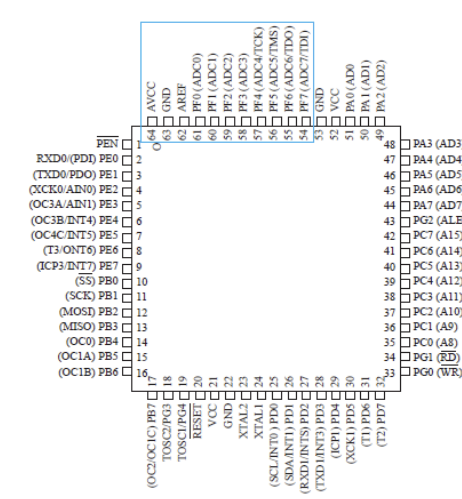 AVCC
GND
AREF
PF0 (ADC0)
PF1 (ADC1)
PF2 (ADC2)
PF3 (ADC3)
PF4 (ADC4/TCK)
PF5 (ADC5/TMS)
PF6 (ADC6/TDO)
PF7 (ADC7/TDI)
GND
VCC
PA0 (AD0
PA1 (AD1)
PA2 (AD2)
64 63 62 61 60 59 58 57 56 55 54 53 52 51 50 49
PEN 1
RXD0/(PDI) PE0 2
(TXD0/PDO) PE1 3
(XCK0/AIN0) PE2 4
(OC3A/AIN1) PE3 5
(OC3B/INT4) PE4 6
(OC4C/INT5) PE5 7
(T3/ONT6) PE6 8
(ICP3/INT7) PE7 9
(SS) PB0 10
(SCK) PB1 11
(MOSI) PB2 12
(MISO) PB3 13
(OC0) PB4 14
(OC1A) PB5 15
(OC1B) PB6 16
48 PA3 (AD3
47 PA4 (AD4
46 PA5 (AD5
45 PA6 (AD6
44 PA7 (AD7
43 PG2 (ALE
42 PC7 (A15
41 PC6 (A14
40 PC5 (A13
39 PC4 (A12
38 PC3 (A11
37 PC2 (A10
36 PC1 (A9)
35 PC0 (A8)
34 PG1 (RD)
33 PG0 (WR)
17 18 19 20 21 22 23 24 25 26 27 28 29 30 31 32
(OC2/OC1C) PB7
TOSC2/PG3
TOSC1/PG4
RESET
VCC
GND
XTAL2
XTAL1
(SCL/INT0) PD0
(SDA/INT1) PD1
(RXD1/INTS) PD2
(TXD1/INT3) PD3
(ICP1) PD4
(XCK1) PD5
(T1) PD6
(T2) PD7